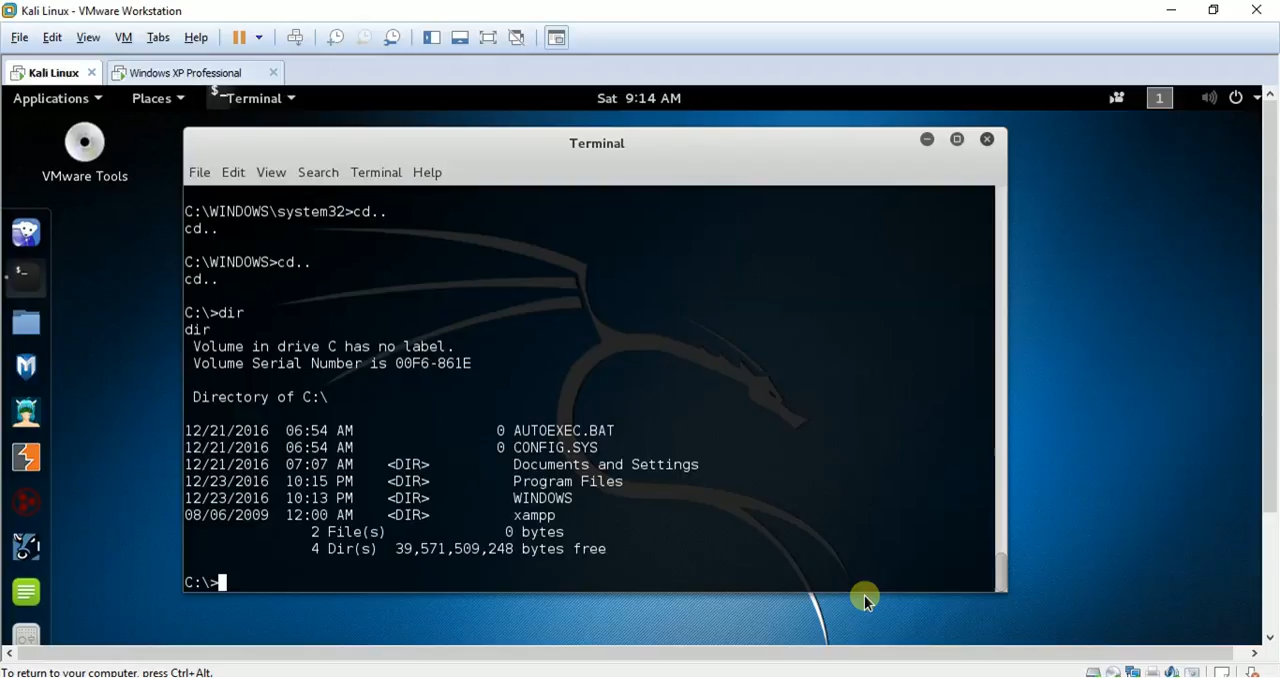 Kali Linux - VMware Workstation
File Edit View VM Tabs Help
Kali Linux Windows XP Professional
Applications Places $_ Terminal Sat 9:14 AM 1
Terminal
VMware Tools
File Edit View Search Terminal Help
C:\WINDOWS\system32>cd..
cd..
C:\WINDOWS>cd..
cd..
C:\>dir
dir
Volume in drive C has no label.
Volume Serial Number is 00F6-861E
Directory of C:\
12/21/2016 06:54 AM 0 AUTOEXEC.BAT
12/21/2016 06:54 AM 0 CONFIG.SYS
12/21/2016 07:07 AM <DIR> Documents and Settings
12/23/2016 10:15 PM <DIR> Program Files
12/23/2016 10:13 PM <DIR> WINDOWS
08/06/2009 12:00 AM <DIR> xampp
2 File(s) 0 bytes
4 Dir(s) 39,571,509,248 bytes free
C:\>
To return to your computer, press Ctrl+Alt.